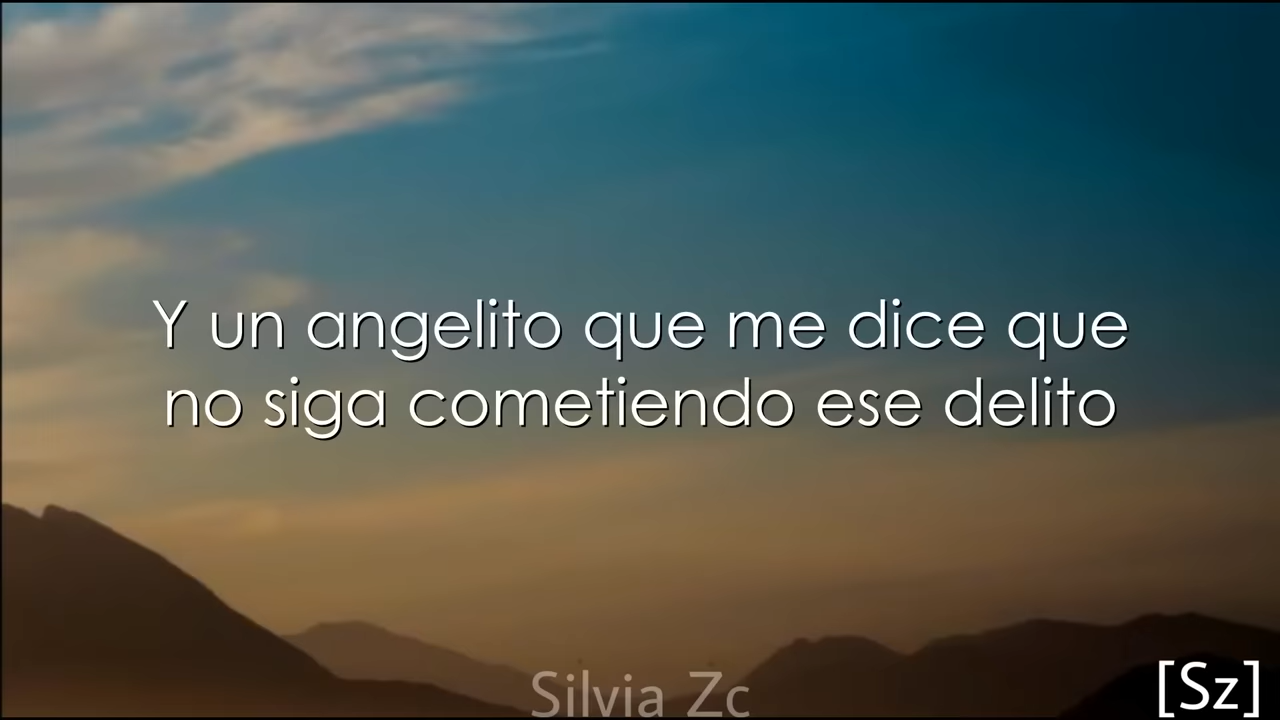 Y un angelito que me dice que
no siga cometiendo ese delito
Silvia Zc
[Sz]